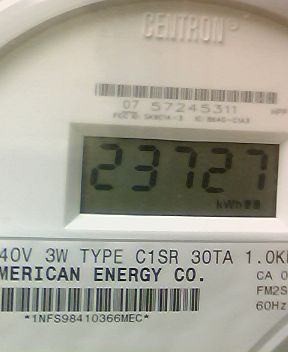 CENTRON
07 57245311
23727
kWh
40V 3W TYPE C1SR 30TA 1.0K
MERICAN ENERGY CO.
CA 0
FM2S
60Hz
*1NFS98410366MEC*